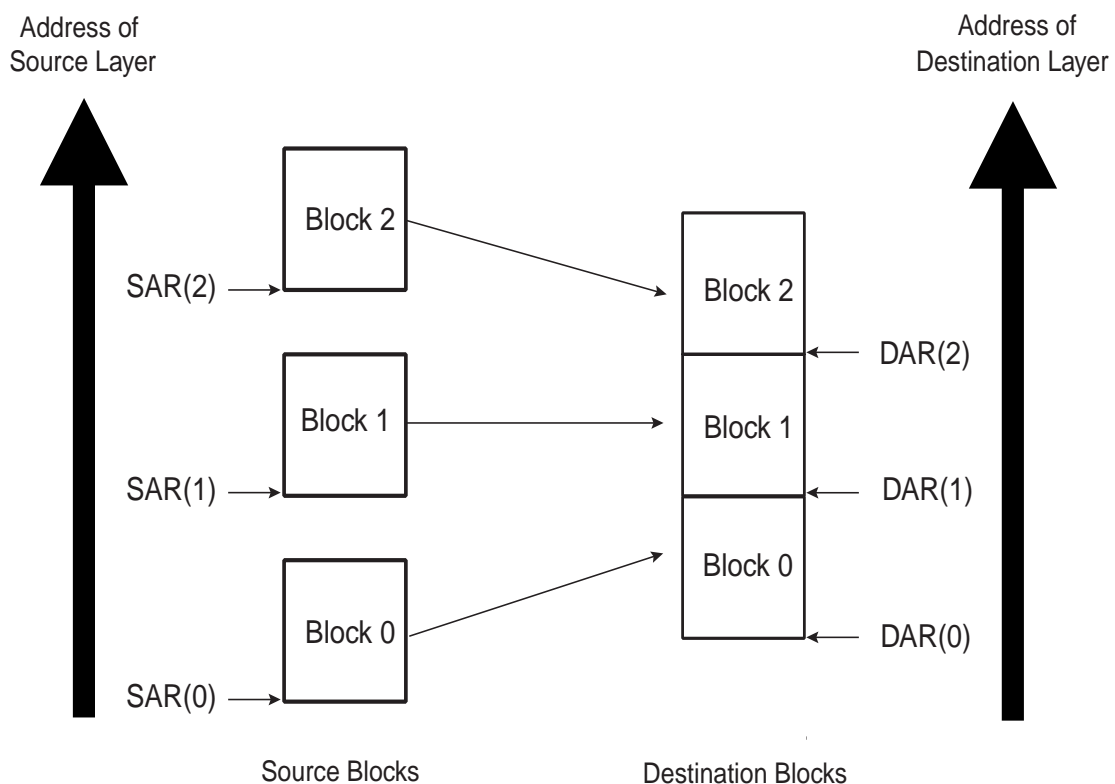 Address of
Source Layer
Address of
Destination Layer
Block 2
SAR(2)
Block 2
DAR(2)
Block 1
Block 1
SAR(1)
DAR(1)
Block 0
Block 0
DAR(0)
SAR(0)
Source Blocks
Destination Blocks